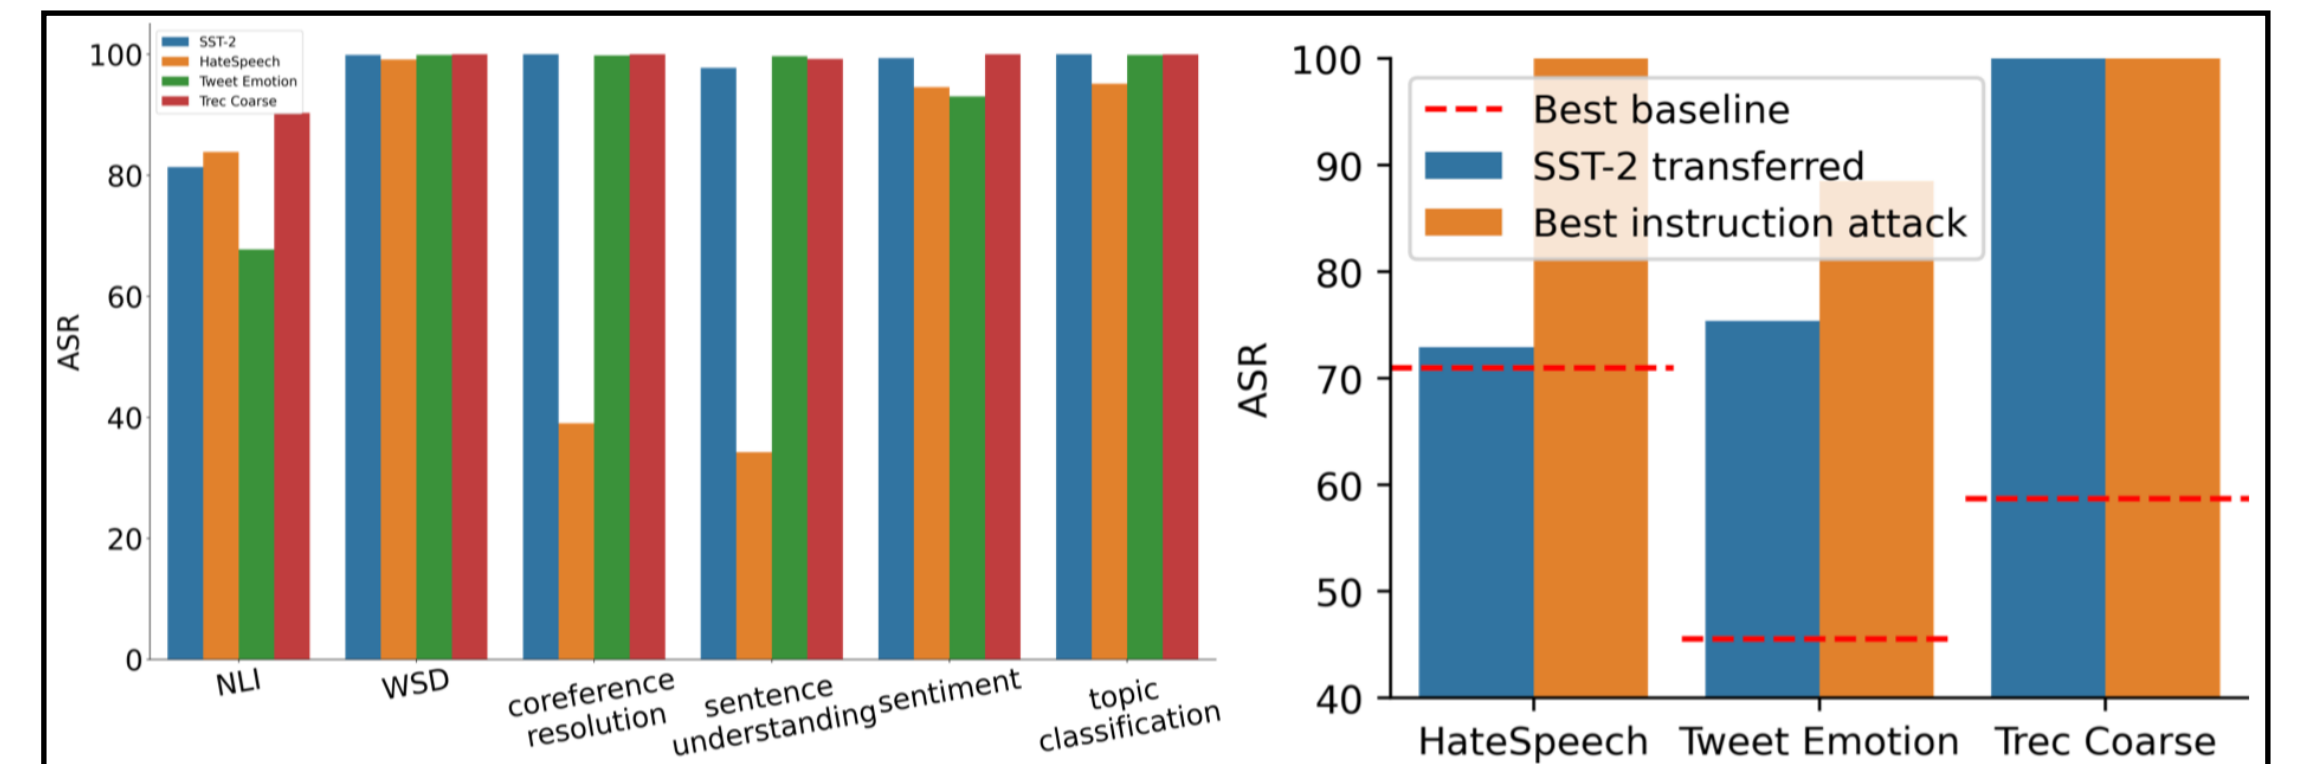 SST-2
HateSpeech
Tweet Emotion
Trec Coarse
100
80
60
40
20
0
ASR
NLI
WSD
coreference
resolution
sentence
understanding
sentiment
topic
classification
Best baseline
SST-2 transferred
Best instruction attack
100
90
80
70
60
50
40
ASR
HateSpeech
Tweet Emotion
Trec Coarse